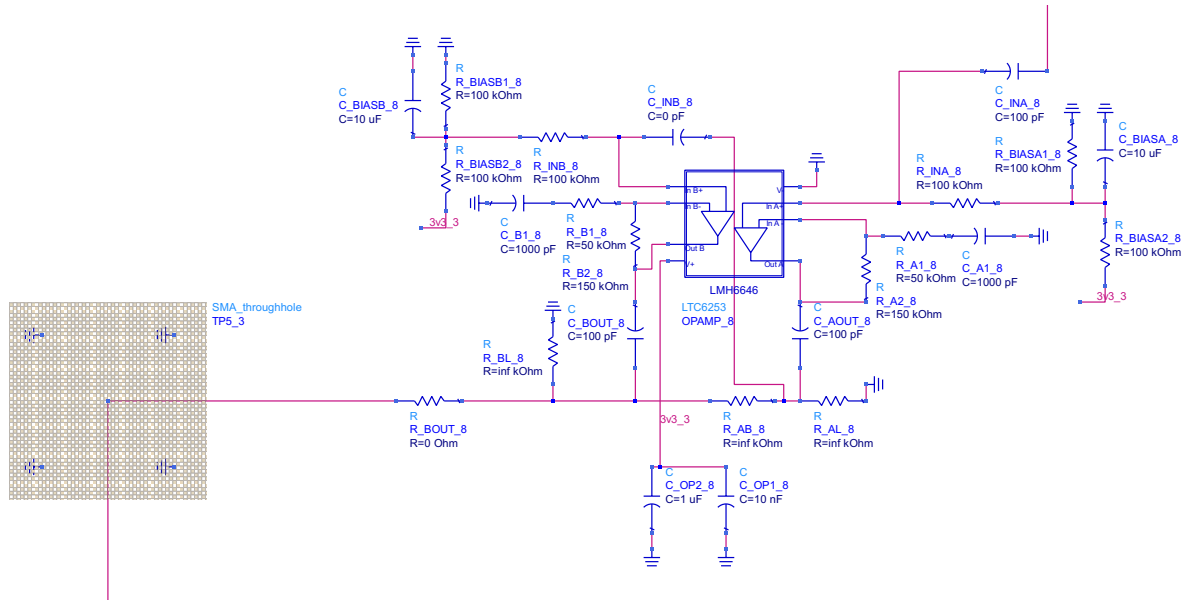 R
R_BIASB1_8
R=100 kOhm
C
C_BIASB_8
C=10 uF
R
R_BIASB2_8
R=100 kOhm
3v3_3
R
R_INB_8
R=100 kOhm
C
C_INB_8
C=0 pF
C
C_INA_8
C=100 pF
R
R_BIASA1_8
R=100 kOhm
C
C_BIASA_8
C=10 uF
R
R_INA_8
R=100 kOhm
R
R_BIASA2_8
R=100 kOhm
3v3_3
C
C_B1_8
C=1000 pF
R
R_B1_8
R=50 kOhm
R
R_B2_8
R=150 kOhm
In B+
In B-
Out B
V+
V-
In A+
In A-
Out A
LMH6646
LTC6253
OPAMP_8
R
R_A1_8
R=50 kOhm
C
C_A1_8
C=1000 pF
R
R_A2_8
R=150 kOhm
SMA_throughhole
TP5_3
C
C_BOUT_8
C=100 pF
R
R_BL_8
R=inf kOhm
C
C_AOUT_8
C=100 pF
R
R_BOUT_8
R=0 Ohm
3v3_3
R
R_AB_8
R=inf kOhm
R
R_AL_8
R=inf kOhm
C
C_OP2_8
C=1 uF
C
C_OP1_8
C=10 nF